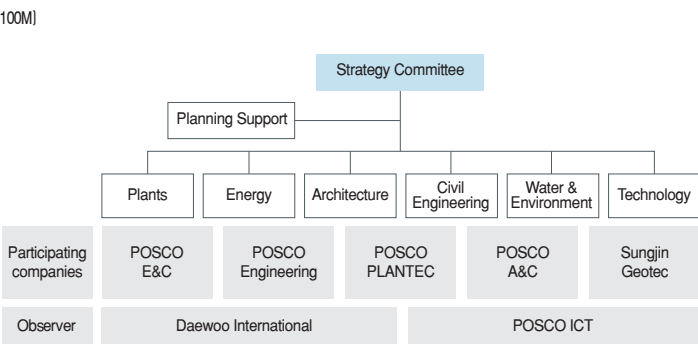 100M)
Strategy Committee
Planning Support
Plants
Energy
Architecture
Civil
Engineering
Water &
Environment
Technology
Participating
companies
POSCO
E&C
POSCO
Engineering
POSCO
PLANTEC
POSCO
A&C
Sungjin
Geotec
Observer
Daewoo International
POSCO ICT